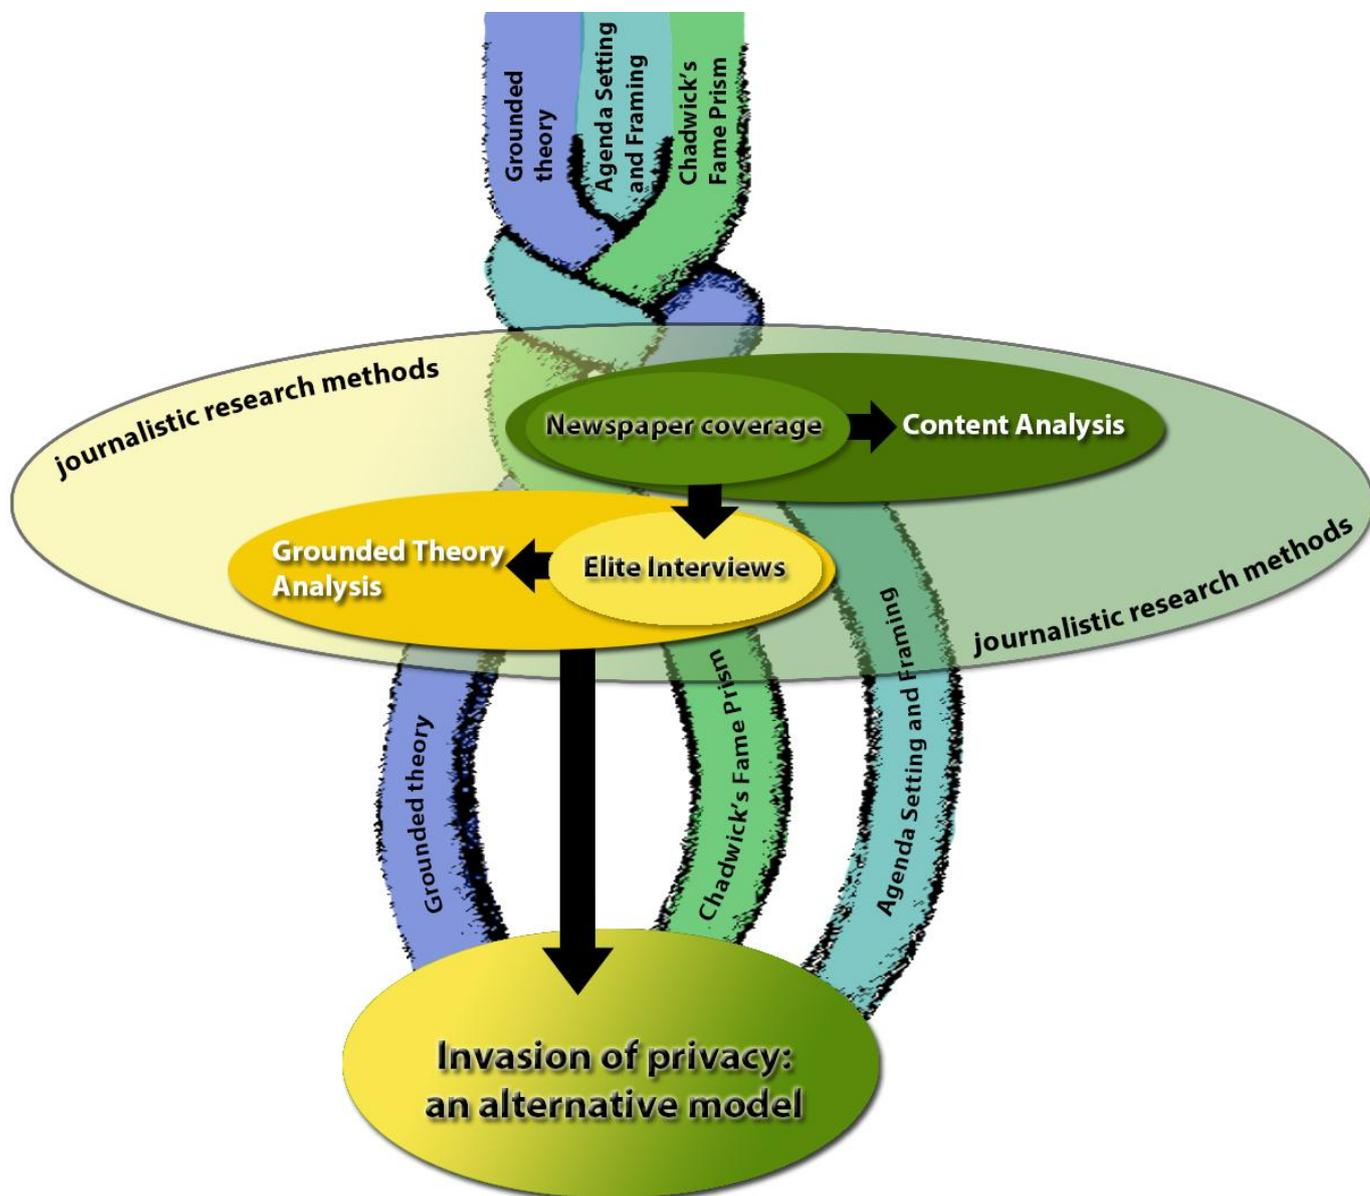 Grounded
theory
Agenda Setting
and Framing
Chadwick's
Fame Prism
journalistic research methods
Newspaper coverage
Content Analysis
Grounded Theory
Analysis
Elite Interviews
journalistic research methods
Grounded theory
Chadwick's Fame Prism
Agenda Setting and Framing
Invasion of privacy:
an alternative model